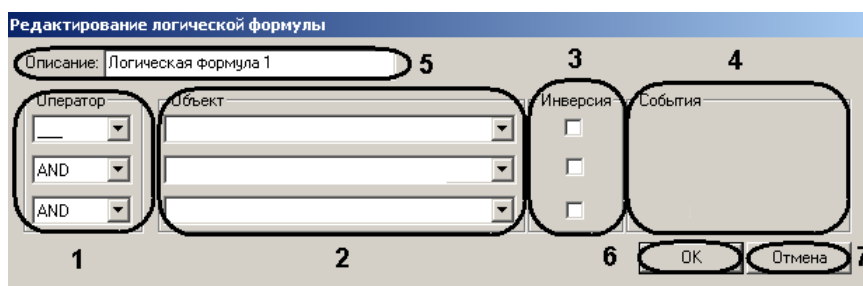 Редактирование логической формулы
Описание: Логическая формула 1 5 3 4
Оператор Объект Инверсия События
AND
AND
1 2 6 OK Отмена 7